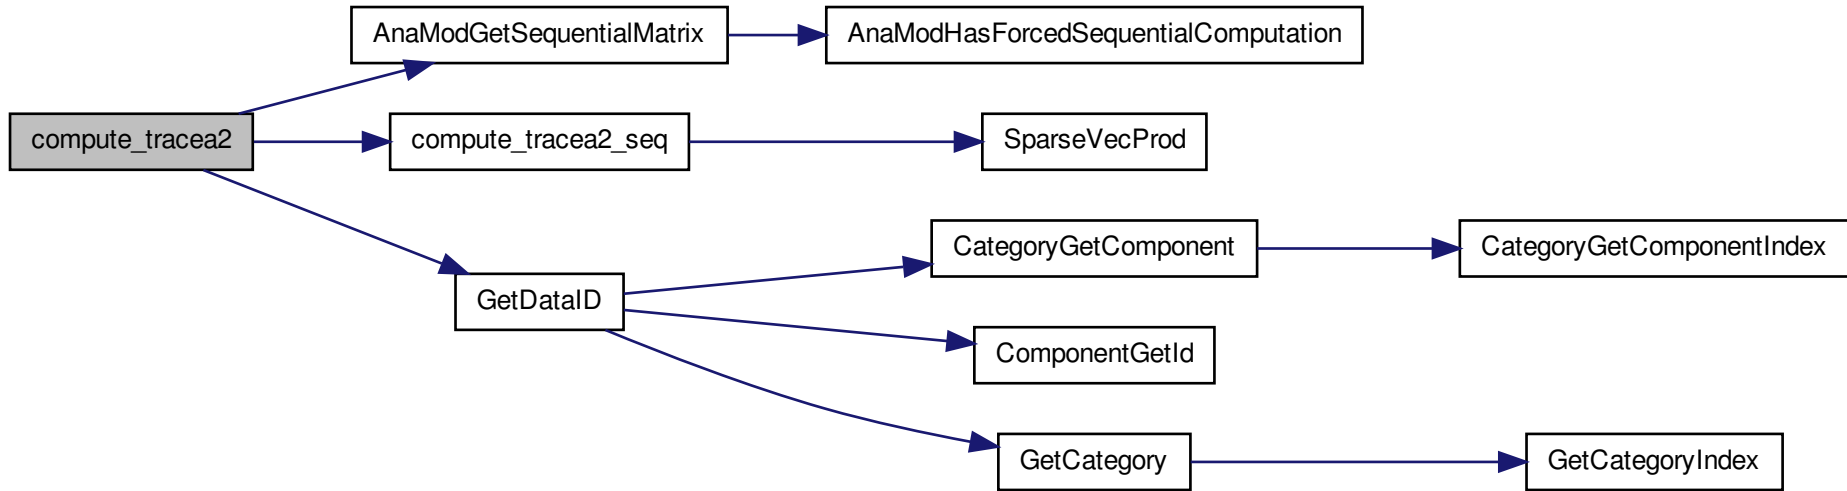 AnaModGetSequentialMatrix
AnaModHasForcedSequentialComputation
compute_tracea2
compute_tracea2_seq
SparseVecProd
CategoryGetComponent
CategoryGetComponentIndex
GetDataID
ComponentGetId
GetCategory
GetCategoryIndex